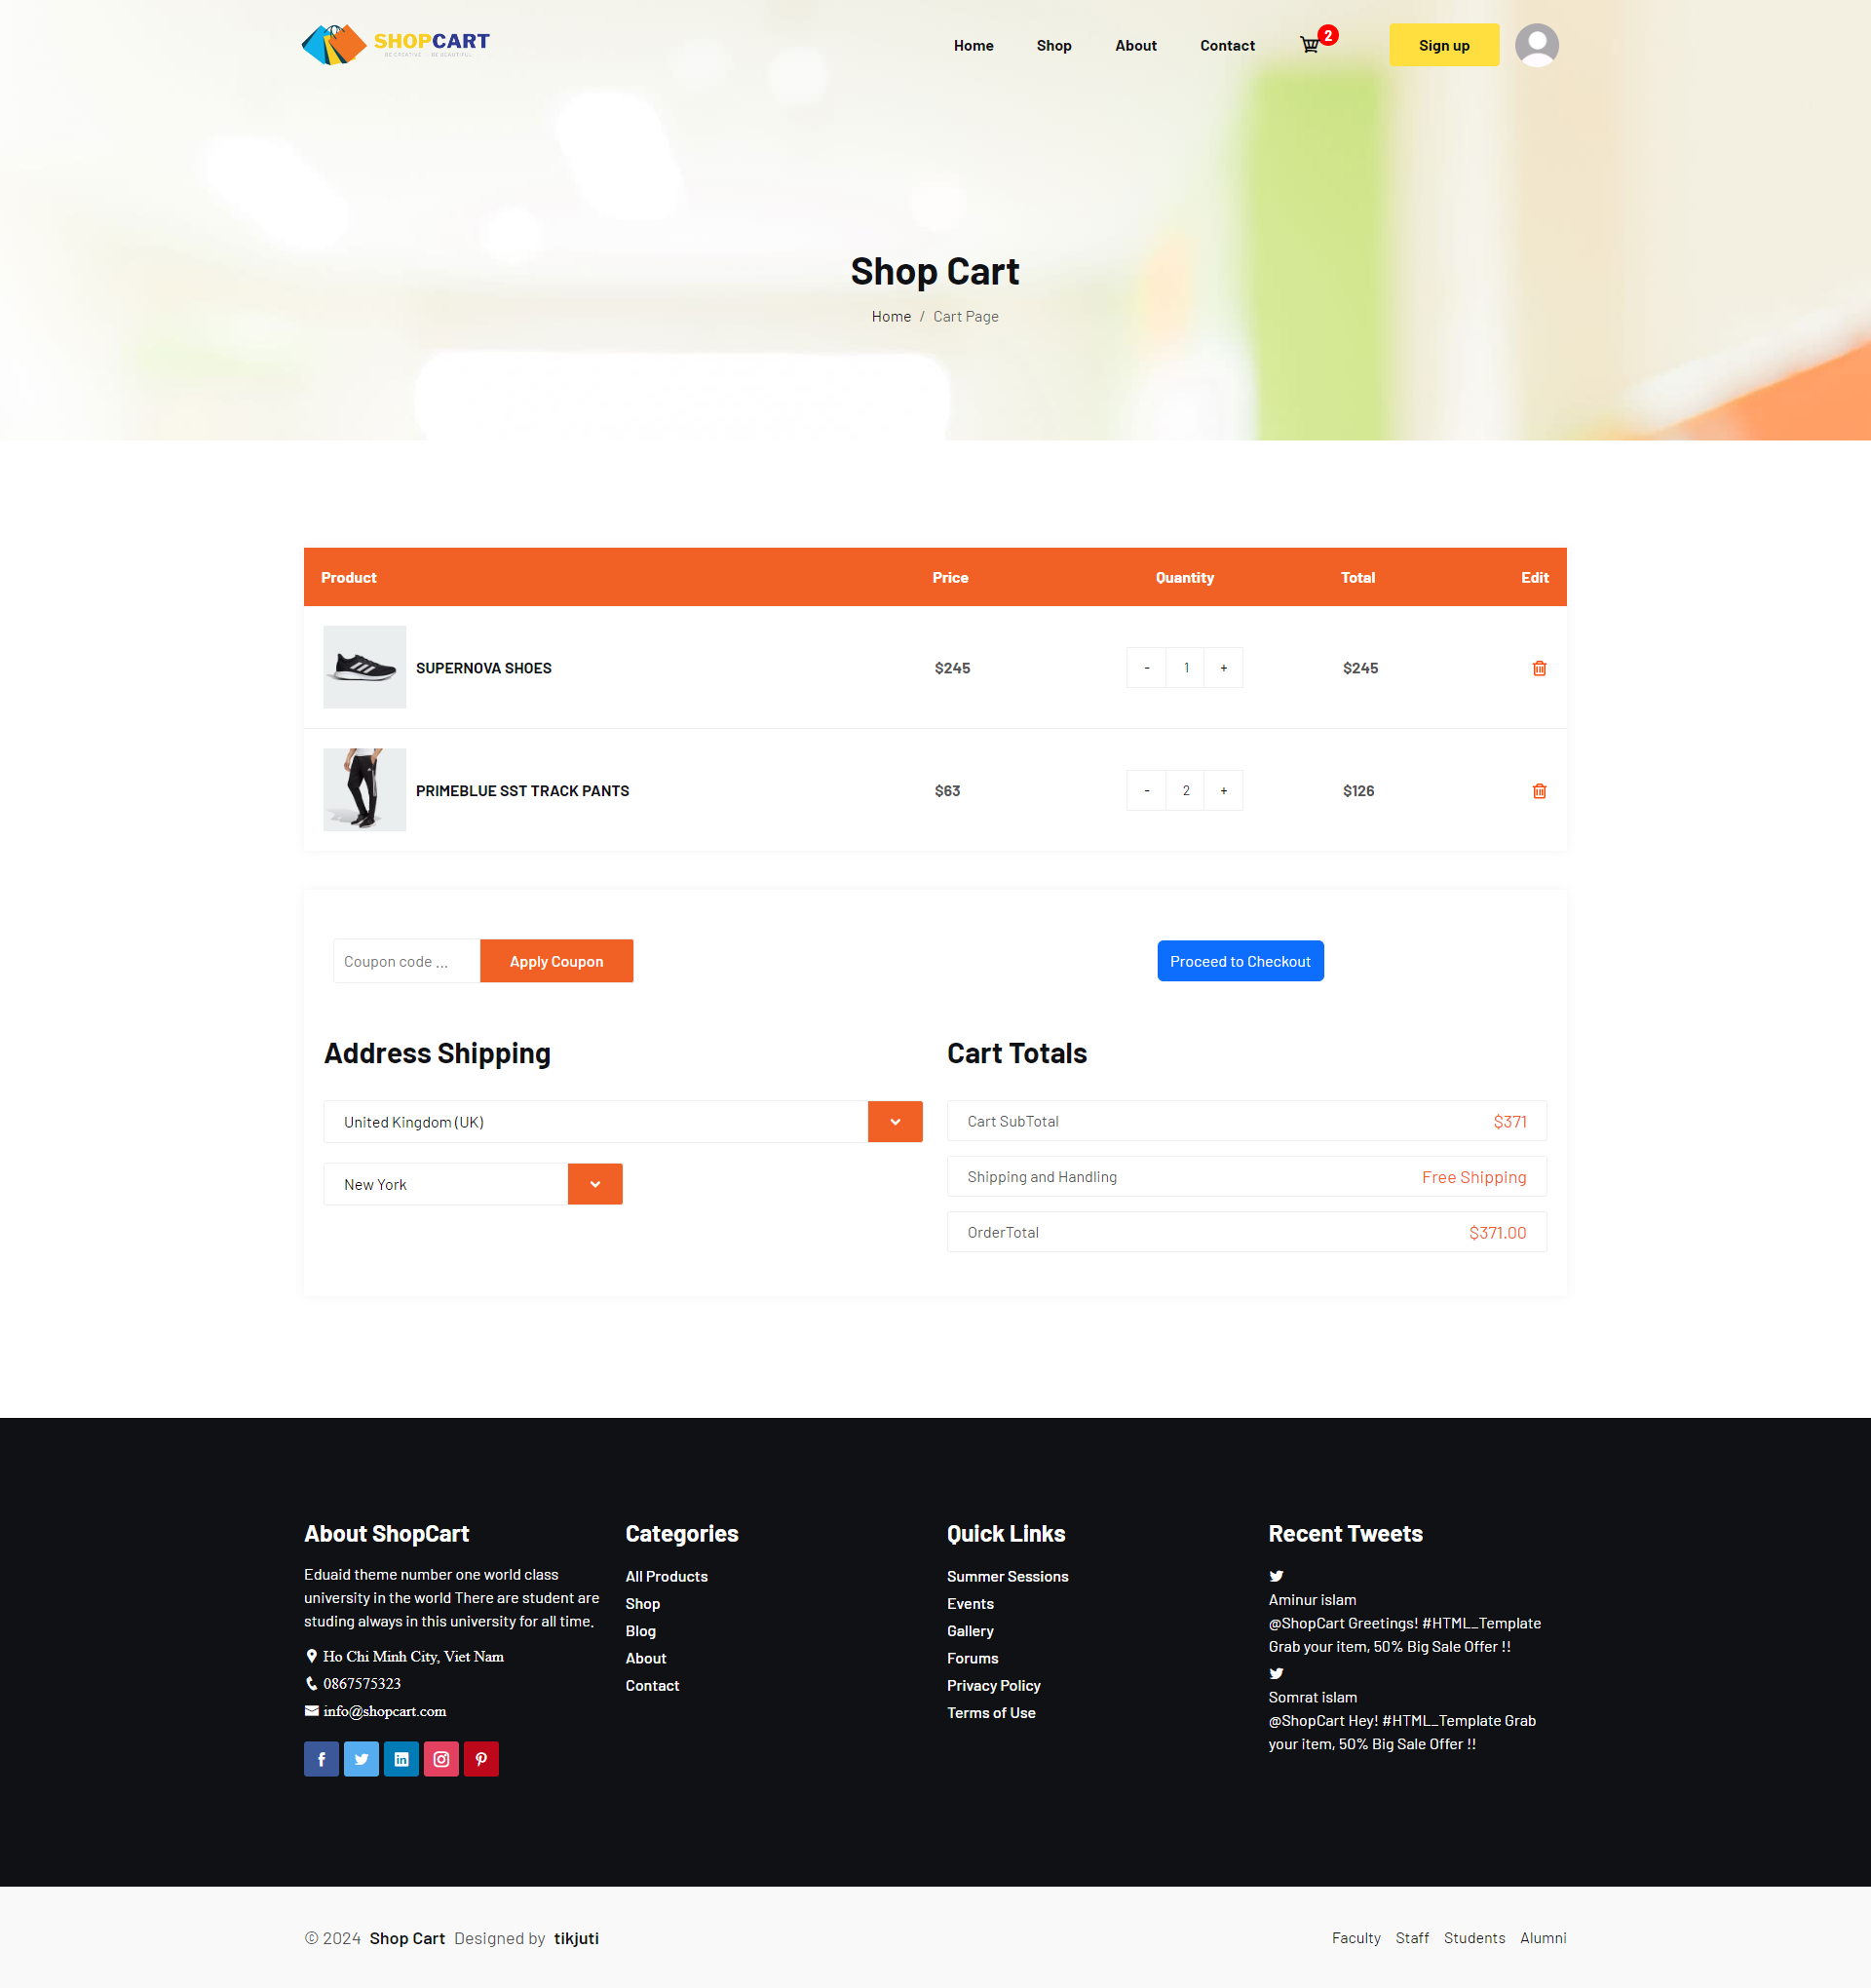 SHOPCART
Home Shop About Contact 2 Sign up
Shop Cart
Home / Cart Page
Product Price Quantity Total Edit
SUPERNOVA SHOES $245 - 1 + $245
PRIMEBLUE SST TRACK PANTS $63 - 2 + $126
Coupon code ... Apply Coupon Proceed to Checkout
Address Shipping
United Kingdom (UK)
New York
Cart Totals
Cart SubTotal $371
Shipping and Handling Free Shipping
OrderTotal $371.00
About ShopCart
Eduaid theme number one world class
university in the world There are student are
studing always in this university for all time.
Ho Chi Minh City, Viet Nam
0867575323
info@shopcart.com
Categories
All Products
Shop
Blog
About
Contact
Quick Links
Summer Sessions
Events
Gallery
Forums
Privacy Policy
Terms of Use
Recent Tweets
Aminur islam
@ShopCart Greetings! #HTML_Template
Grab your item, 50% Big Sale Offer !!
Somrat islam
@ShopCart Hey! #HTML_Template Grab
your item, 50% Big Sale Offer !!
© 2024 Shop Cart Designed by tikjuti
Faculty Staff Students Alumni